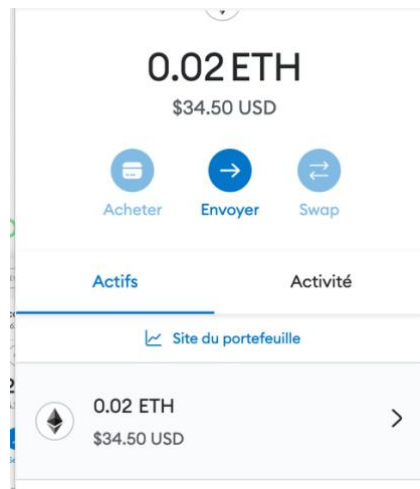 0.02 ETH
$34.50 USD
Acheter Envoyer Swap
Actifs Activité
Site du portefeuille
0.02 ETH
$34.50 USD